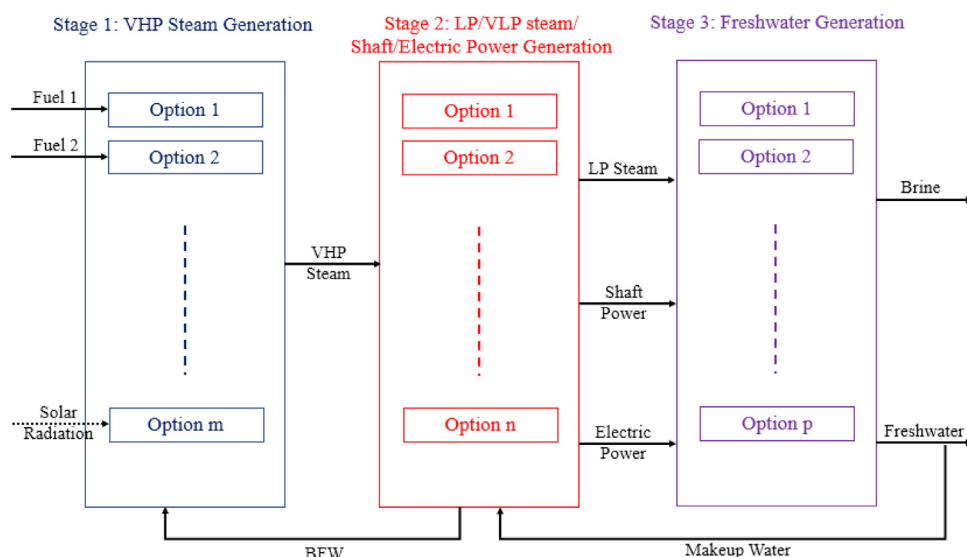 Stage 1: VHP Steam Generation
Stage 2: LP/VLP steam/
Shaft/Electric Power Generation
Stage 3: Freshwater Generation
Fuel 1
Fuel 2
Solar
Radiation
Option 1
Option 2
Option m
VHP
Steam
Option 1
Option 2
Option n
LP Steam
Shaft
Power
Electric
Power
Option 1
Option 2
Option p
Brine
Freshwater
BFW
Makeup Water